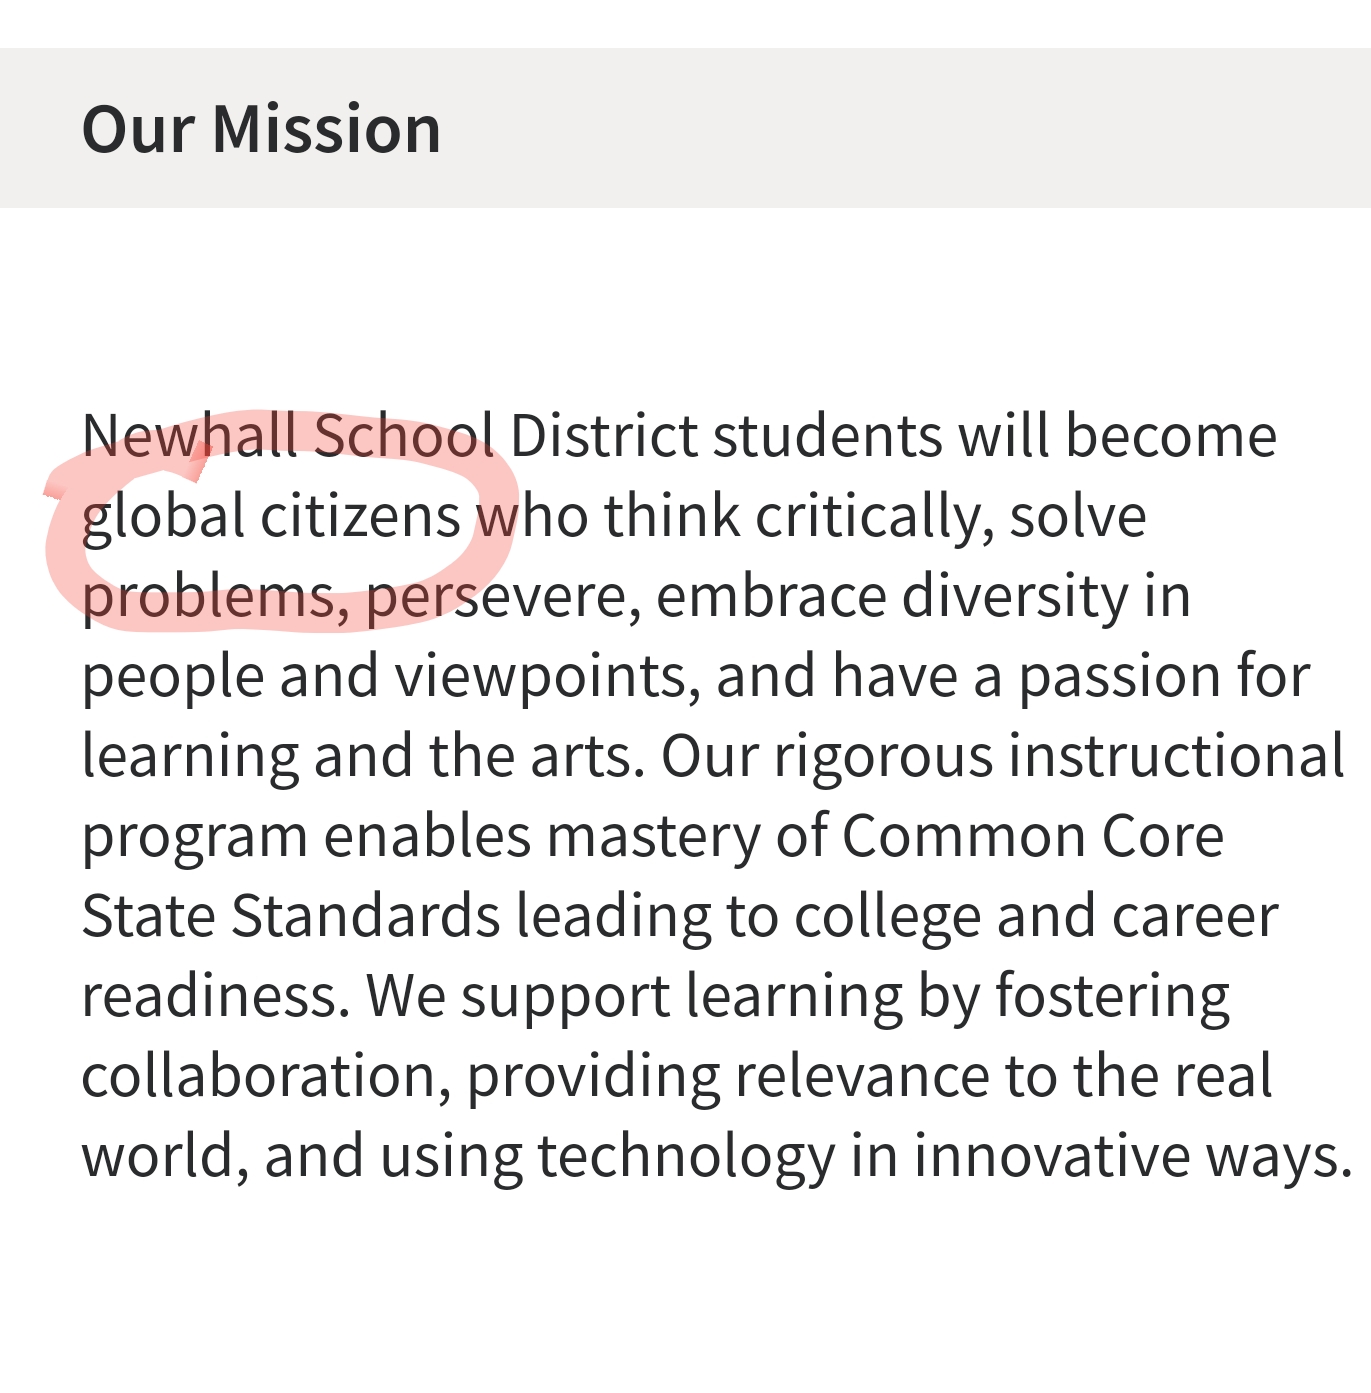 Our Mission
Newhall School District students will become
global citizens who think critically, solve
problems, persevere, embrace diversity in
people and viewpoints, and have a passion for
learning and the arts. Our rigorous instructional
program enables mastery of Common Core
State Standards leading to college and career
readiness. We support learning by fostering
collaboration, providing relevance to the real
world, and using technology in innovative ways.